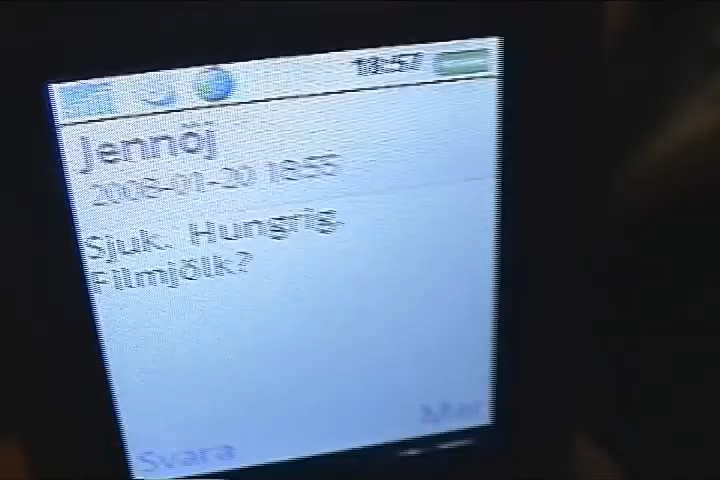 18:57
Jennöj
2008-01-20 18:55
Sjuk. Hungrig.
Filmjölk?
Svara Mer